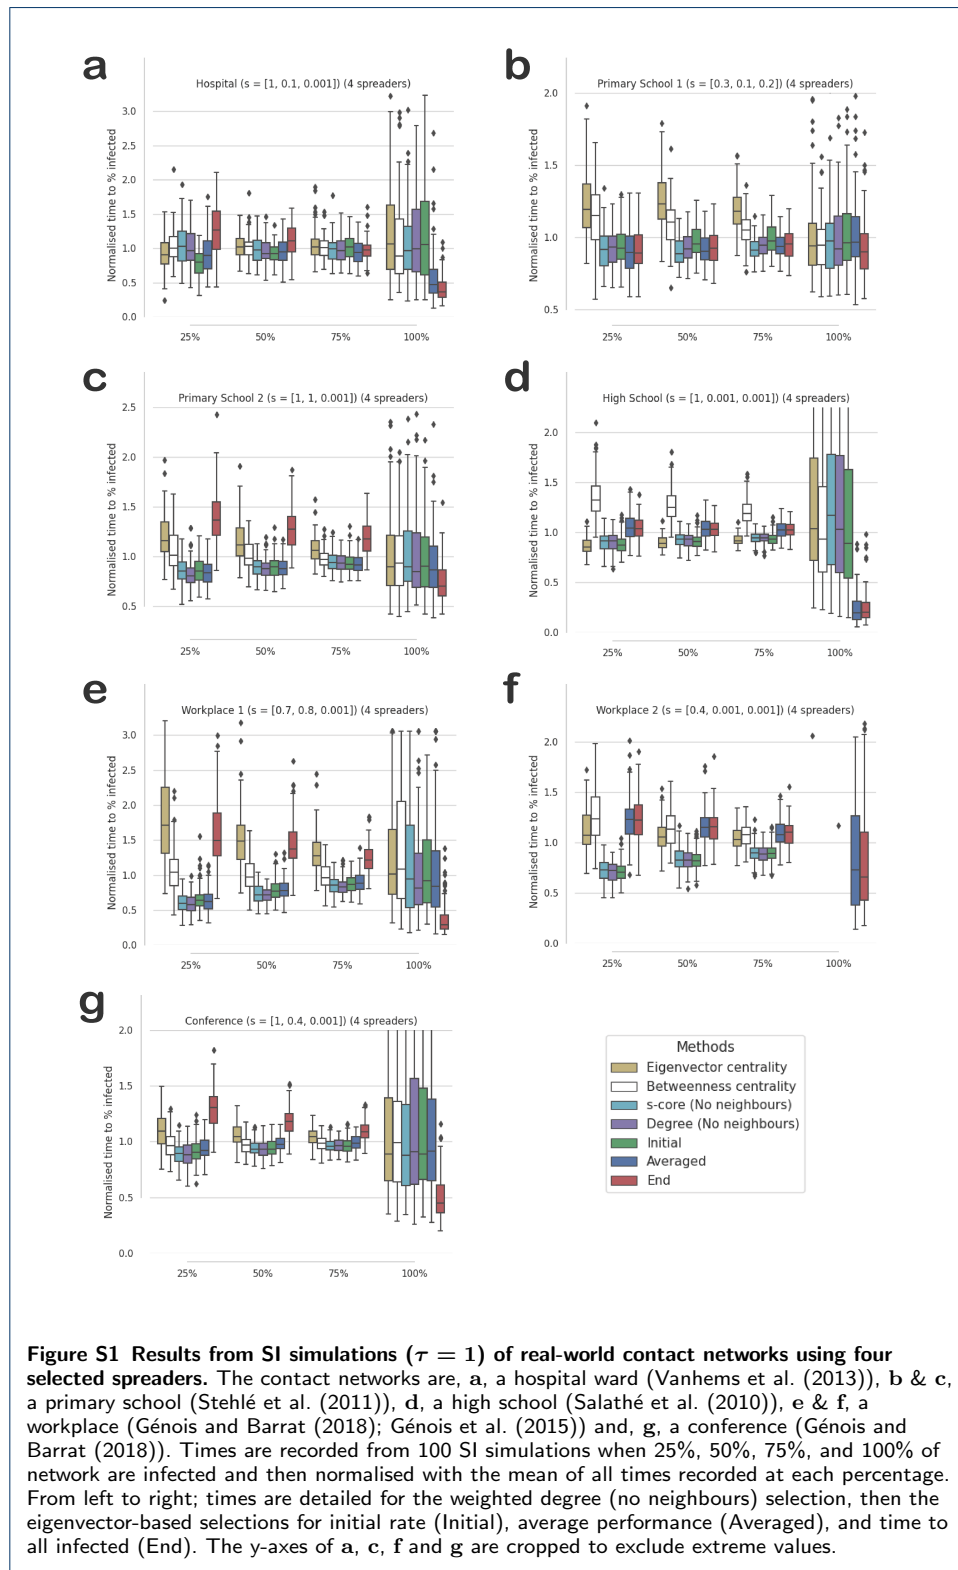 a
Hospital (s = [1, 0.1, 0.001]) (4 spreaders)
Normalised time to % infected
3.0
2.5
2.0
1.5
1.0
0.5
0.0
25%
50%
75%
100%
b
Primary School 1 (s = [0.3, 0.1, 0.2]) (4 spreaders)
Normalised time to % infected
2.0
1.5
1.0
0.5
25%
50%
75%
100%
c
Primary School 2 (s = [1, 1, 0.001]) (4 spreaders)
Normalised time to % infected
2.5
2.0
1.5
1.0
0.5
25%
50%
75%
100%
d
High School (s = [1, 0.001, 0.001]) (4 spreaders)
Normalised time to % infected
2.0
1.5
1.0
0.5
0.0
25%
50%
75%
100%
e
Workplace 1 (s = [0.7, 0.8, 0.001]) (4 spreaders)
Normalised time to % infected
3.0
2.5
2.0
1.5
1.0
0.5
0.0
25%
50%
75%
100%
f
Workplace 2 (s = [0.4, 0.001, 0.001]) (4 spreaders)
Normalised time to % infected
2.0
1.5
1.0
0.5
0.0
25%
50%
75%
100%
g
Conference (s = [1, 0.4, 0.001]) (4 spreaders)
Normalised time to % infected
2.0
1.5
1.0
0.5
0.0
25%
50%
75%
100%
Methods
Eigenvector centrality
Betweenness centrality
s-core (No neighbours)
Degree (No neighbours)
Initial
Averaged
End
Figure S1 Results from SI simulations (τ = 1) of real-world contact networks using four
selected spreaders. The contact networks are, a, a hospital ward (Vanhems et al. (2013)), b & c,
a primary school (Stehlé et al. (2011)), d, a high school (Salathé et al. (2010)), e & f, a
workplace (Génois and Barrat (2018); Génois et al. (2015)) and, g, a conference (Génois and
Barrat (2018)). Times are recorded from 100 SI simulations when 25%, 50%, 75%, and 100% of
network are infected and then normalised with the mean of all times recorded at each percentage.
From left to right; times are detailed for the weighted degree (no neighbours) selection, then the
eigenvector-based selections for initial rate (Initial), average performance (Averaged), and time to
all infected (End). The y-axes of a, c, f and g are cropped to exclude extreme values.